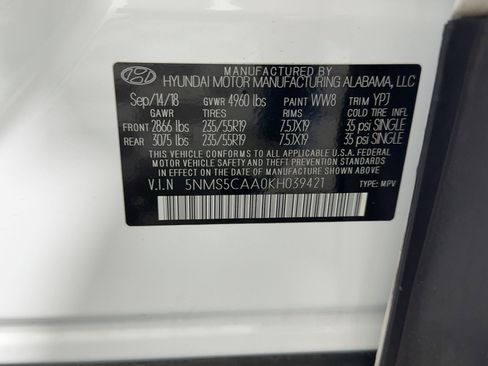 MANUFACTURED BY
HYUNDAI MOTOR MANUFACTURING ALABAMA, LLC
Sep/14/18 GVWR 4960 lbs PAINT WW8 TRIM YPJ
GAWR TIRES RIMS COLD TIRE INFL
FRONT 2866 lbs 235/55R19 7.5JX19 35 psi SINGLE
REAR 3075 lbs 235/55R19 7.5JX19 35 psi SINGLE
THIS VEHICLE CONFORMS TO ALL APPLICABLE U.S.A. FEDERAL
MOTOR VEHICLE SAFETY AND THEFT PREVENTION STANDARDS IN
EFFECT ON THE DATE OF MANUFACTURE SHOWN ABOVE.
V.I.N 5NMS5CAA0KH039421
TYPE: MPV